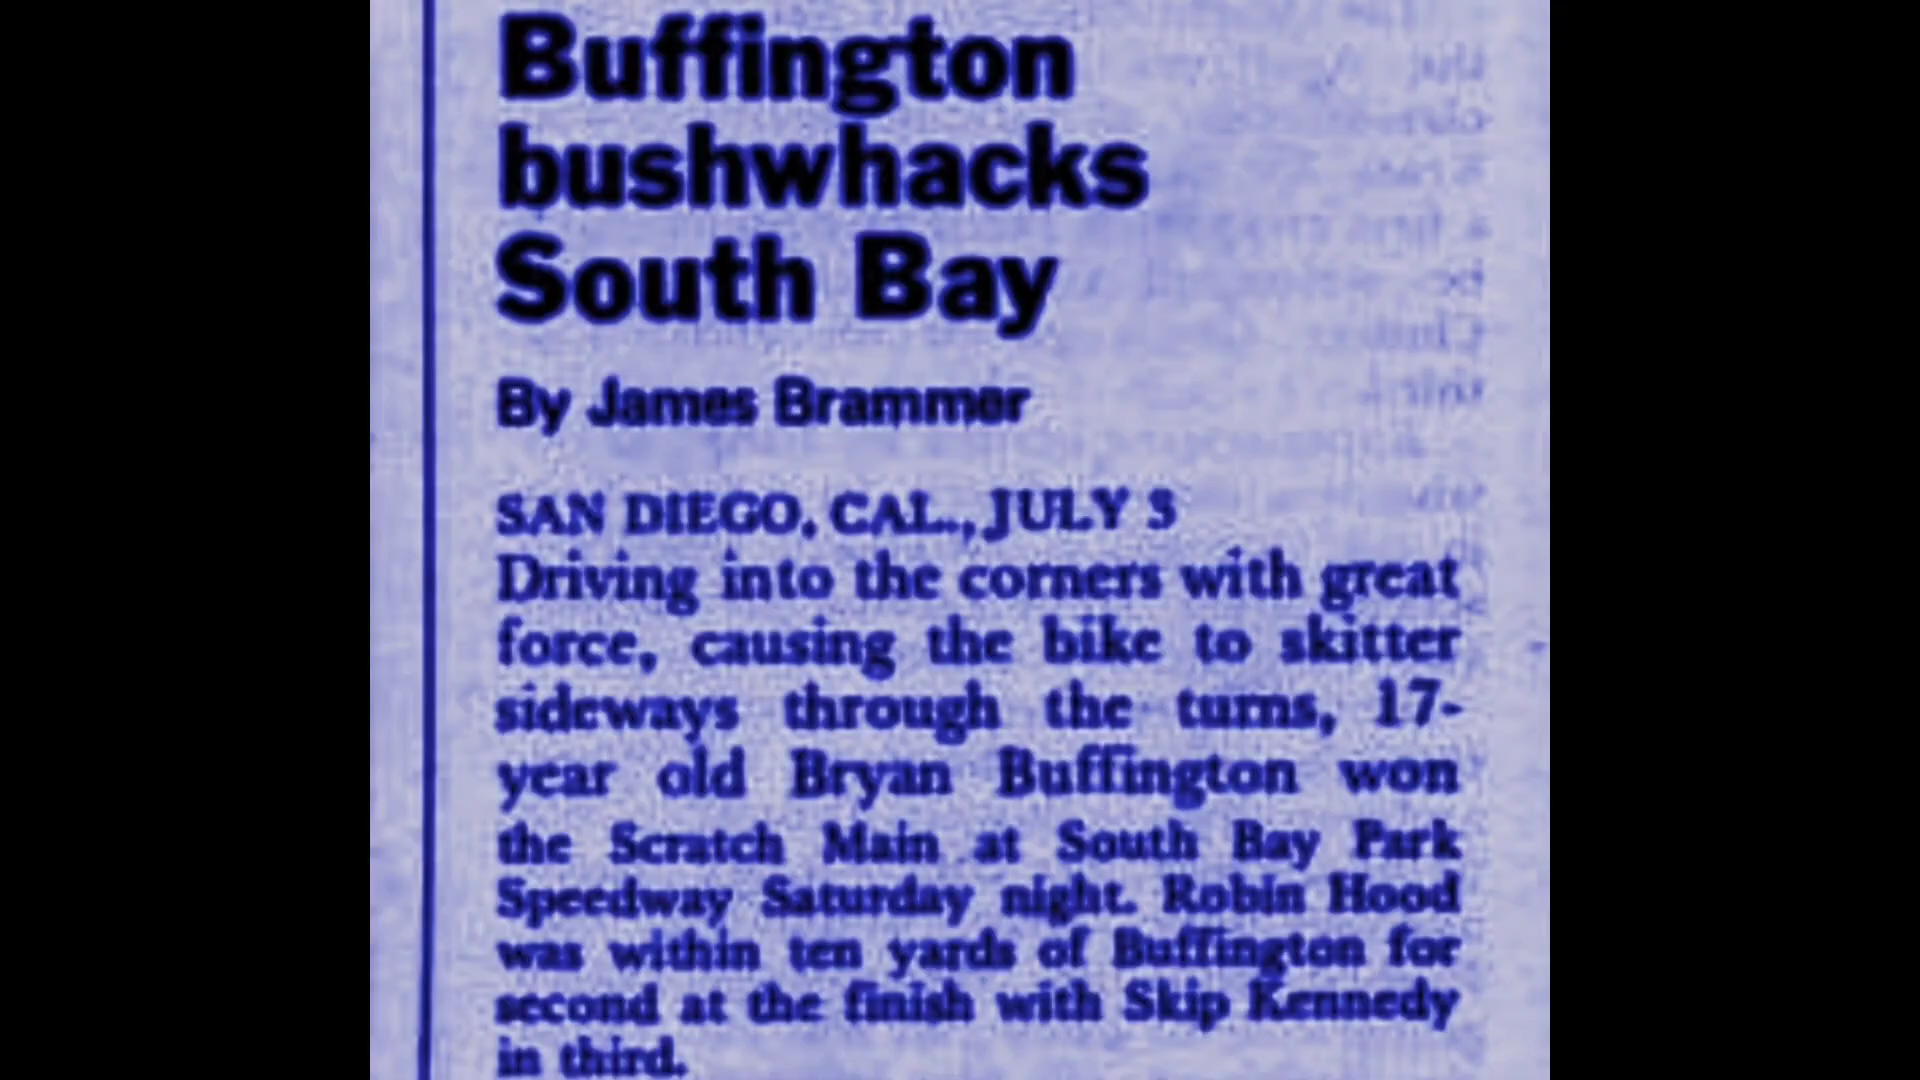 Buffington
bushwhacks
South Bay
By James Brammer
SAN DIEGO, CAL., JULY 3
Driving into the corners with great
force, causing the bike to skitter
sideways through the turns, 17-
year old Bryan Buffington won
the Scratch Main at South Bay Park
Speedway Saturday night. Robin Hood
was within ten yards of Buffington for
second at the finish with Skip Kennedy
in third.